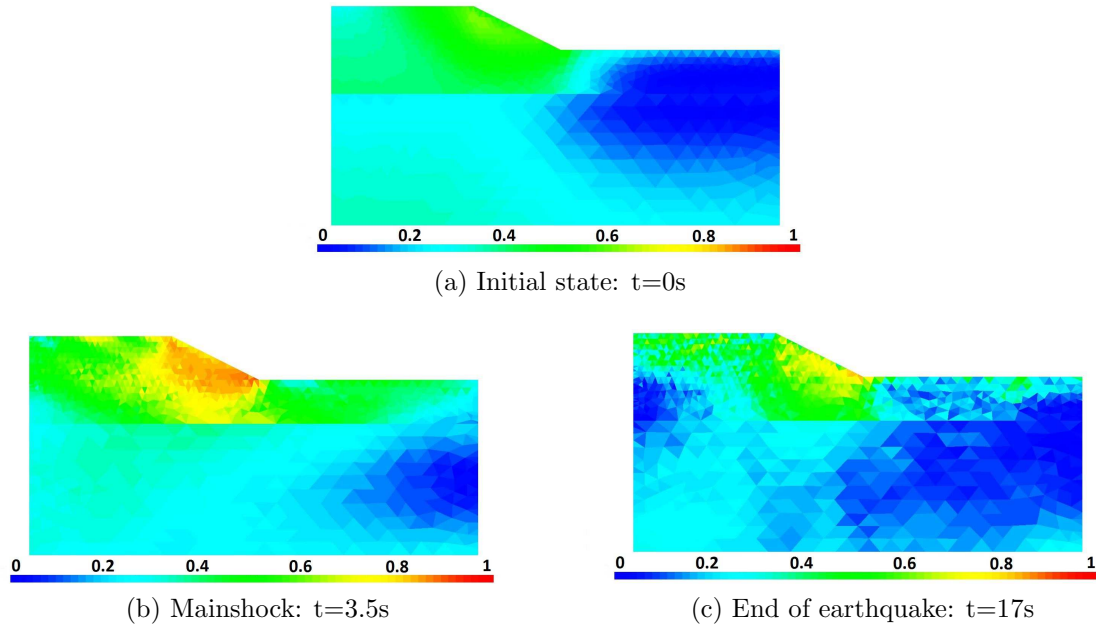 0 0.2 0.4 0.6 0.8 1
(a) Initial state: t=0s
0 0.2 0.4 0.6 0.8 1
(b) Mainshock: t=3.5s
0 0.2 0.4 0.6 0.8 1
(c) End of earthquake: t=17s